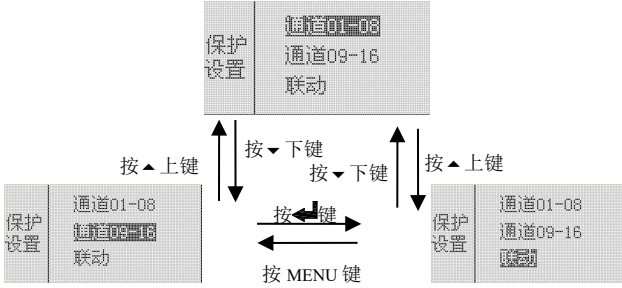 保护
设置
通道01-08
通道09-16
联动
按▲上键
按▼下键
按▼下键
按▲上键
保护
设置
通道01-08
通道09-16
联动
按↵键
按 MENU 键
保护
设置
通道01-08
通道09-16
联动